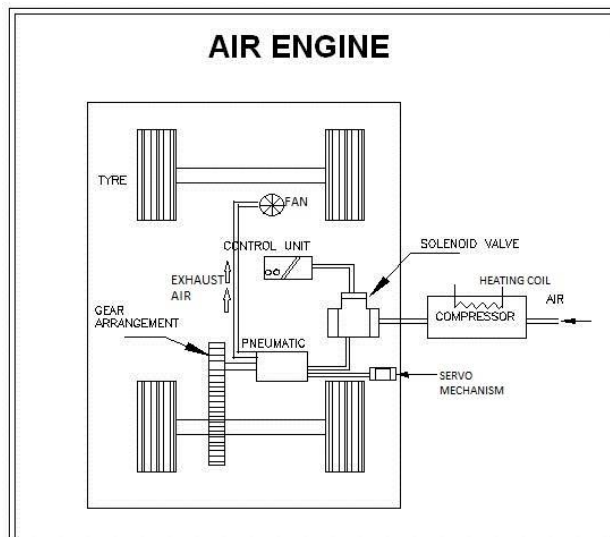 AIR ENGINE
TYRE
FAN
CONTROL UNIT
SOLENOID VALVE
EXHAUST
AIR
HEATING COIL
AIR
GEAR
ARRANGEMENT
COMPRESSOR
PNEUMATIC
SERVO
MECHANISM